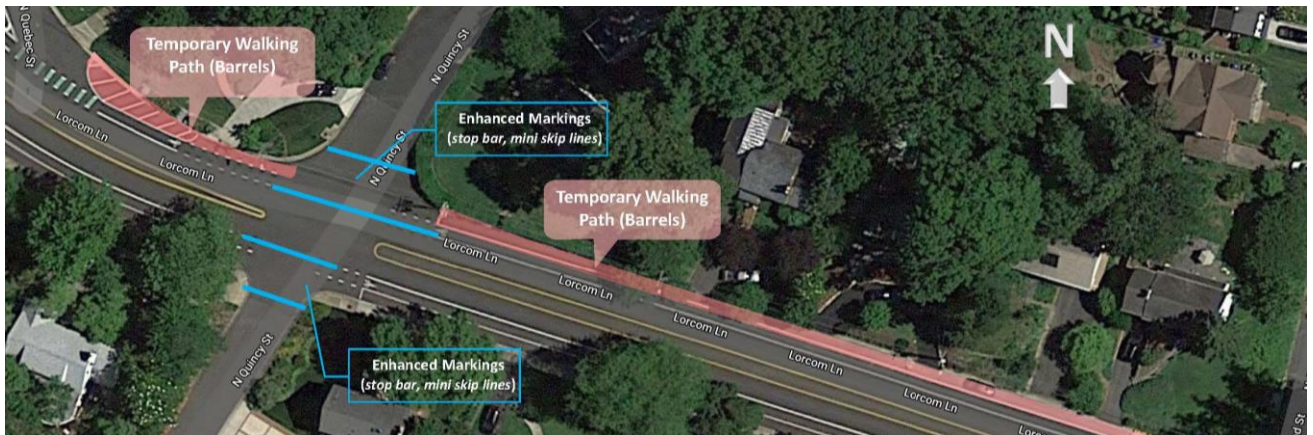 N Quebec St
Temporary Walking
Path (Barrels)
N Quincy St
Enhanced Markings
(stop bar, mini skip lines)
N
Lorcom Ln
Lorcom Ln
N Quincy St
Temporary Walking
Path (Barrels)
Lorcom Ln
Lorcom Ln
Lorcom Ln
Lorcom Ln
Lorcom Ln
Lorcom Ln
N Quincy St
Enhanced Markings
(stop bar, mini skip lines)